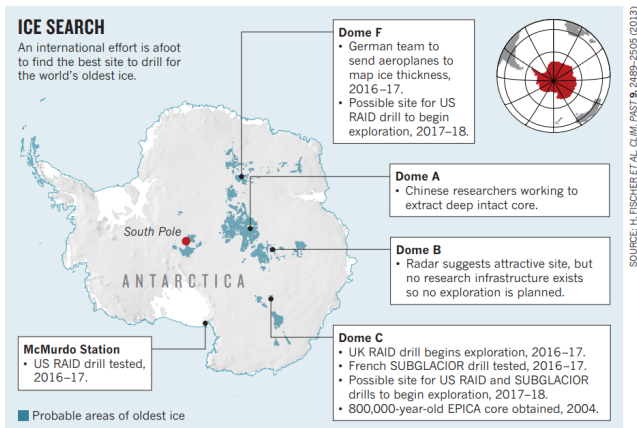 ICE SEARCH
An international effort is afoot
to find the best site to drill for
the world's oldest ice.
Dome F
• German team to
send aeroplanes to
map ice thickness,
2016–17.
• Possible site for US
RAID drill to begin
exploration, 2017–18.
Dome A
• Chinese researchers working to
extract deep intact core.
South Pole
Dome B
• Radar suggests attractive site, but
no research infrastructure exists
so no exploration is planned.
ANTARCTICA
Dome C
• UK RAID drill begins exploration, 2016–17.
• French SUBGLACIOR drill tested, 2016–17.
• Possible site for US RAID and SUBGLACIOR
drills to begin exploration, 2017–18.
• 800,000-year-old EPICA core obtained, 2004.
McMurdo Station
• US RAID drill tested,
2016–17.
Probable areas of oldest ice
SOURCE: H. FISCHER ET AL. CLIM. PAST 9, 2489–2505 (2013)